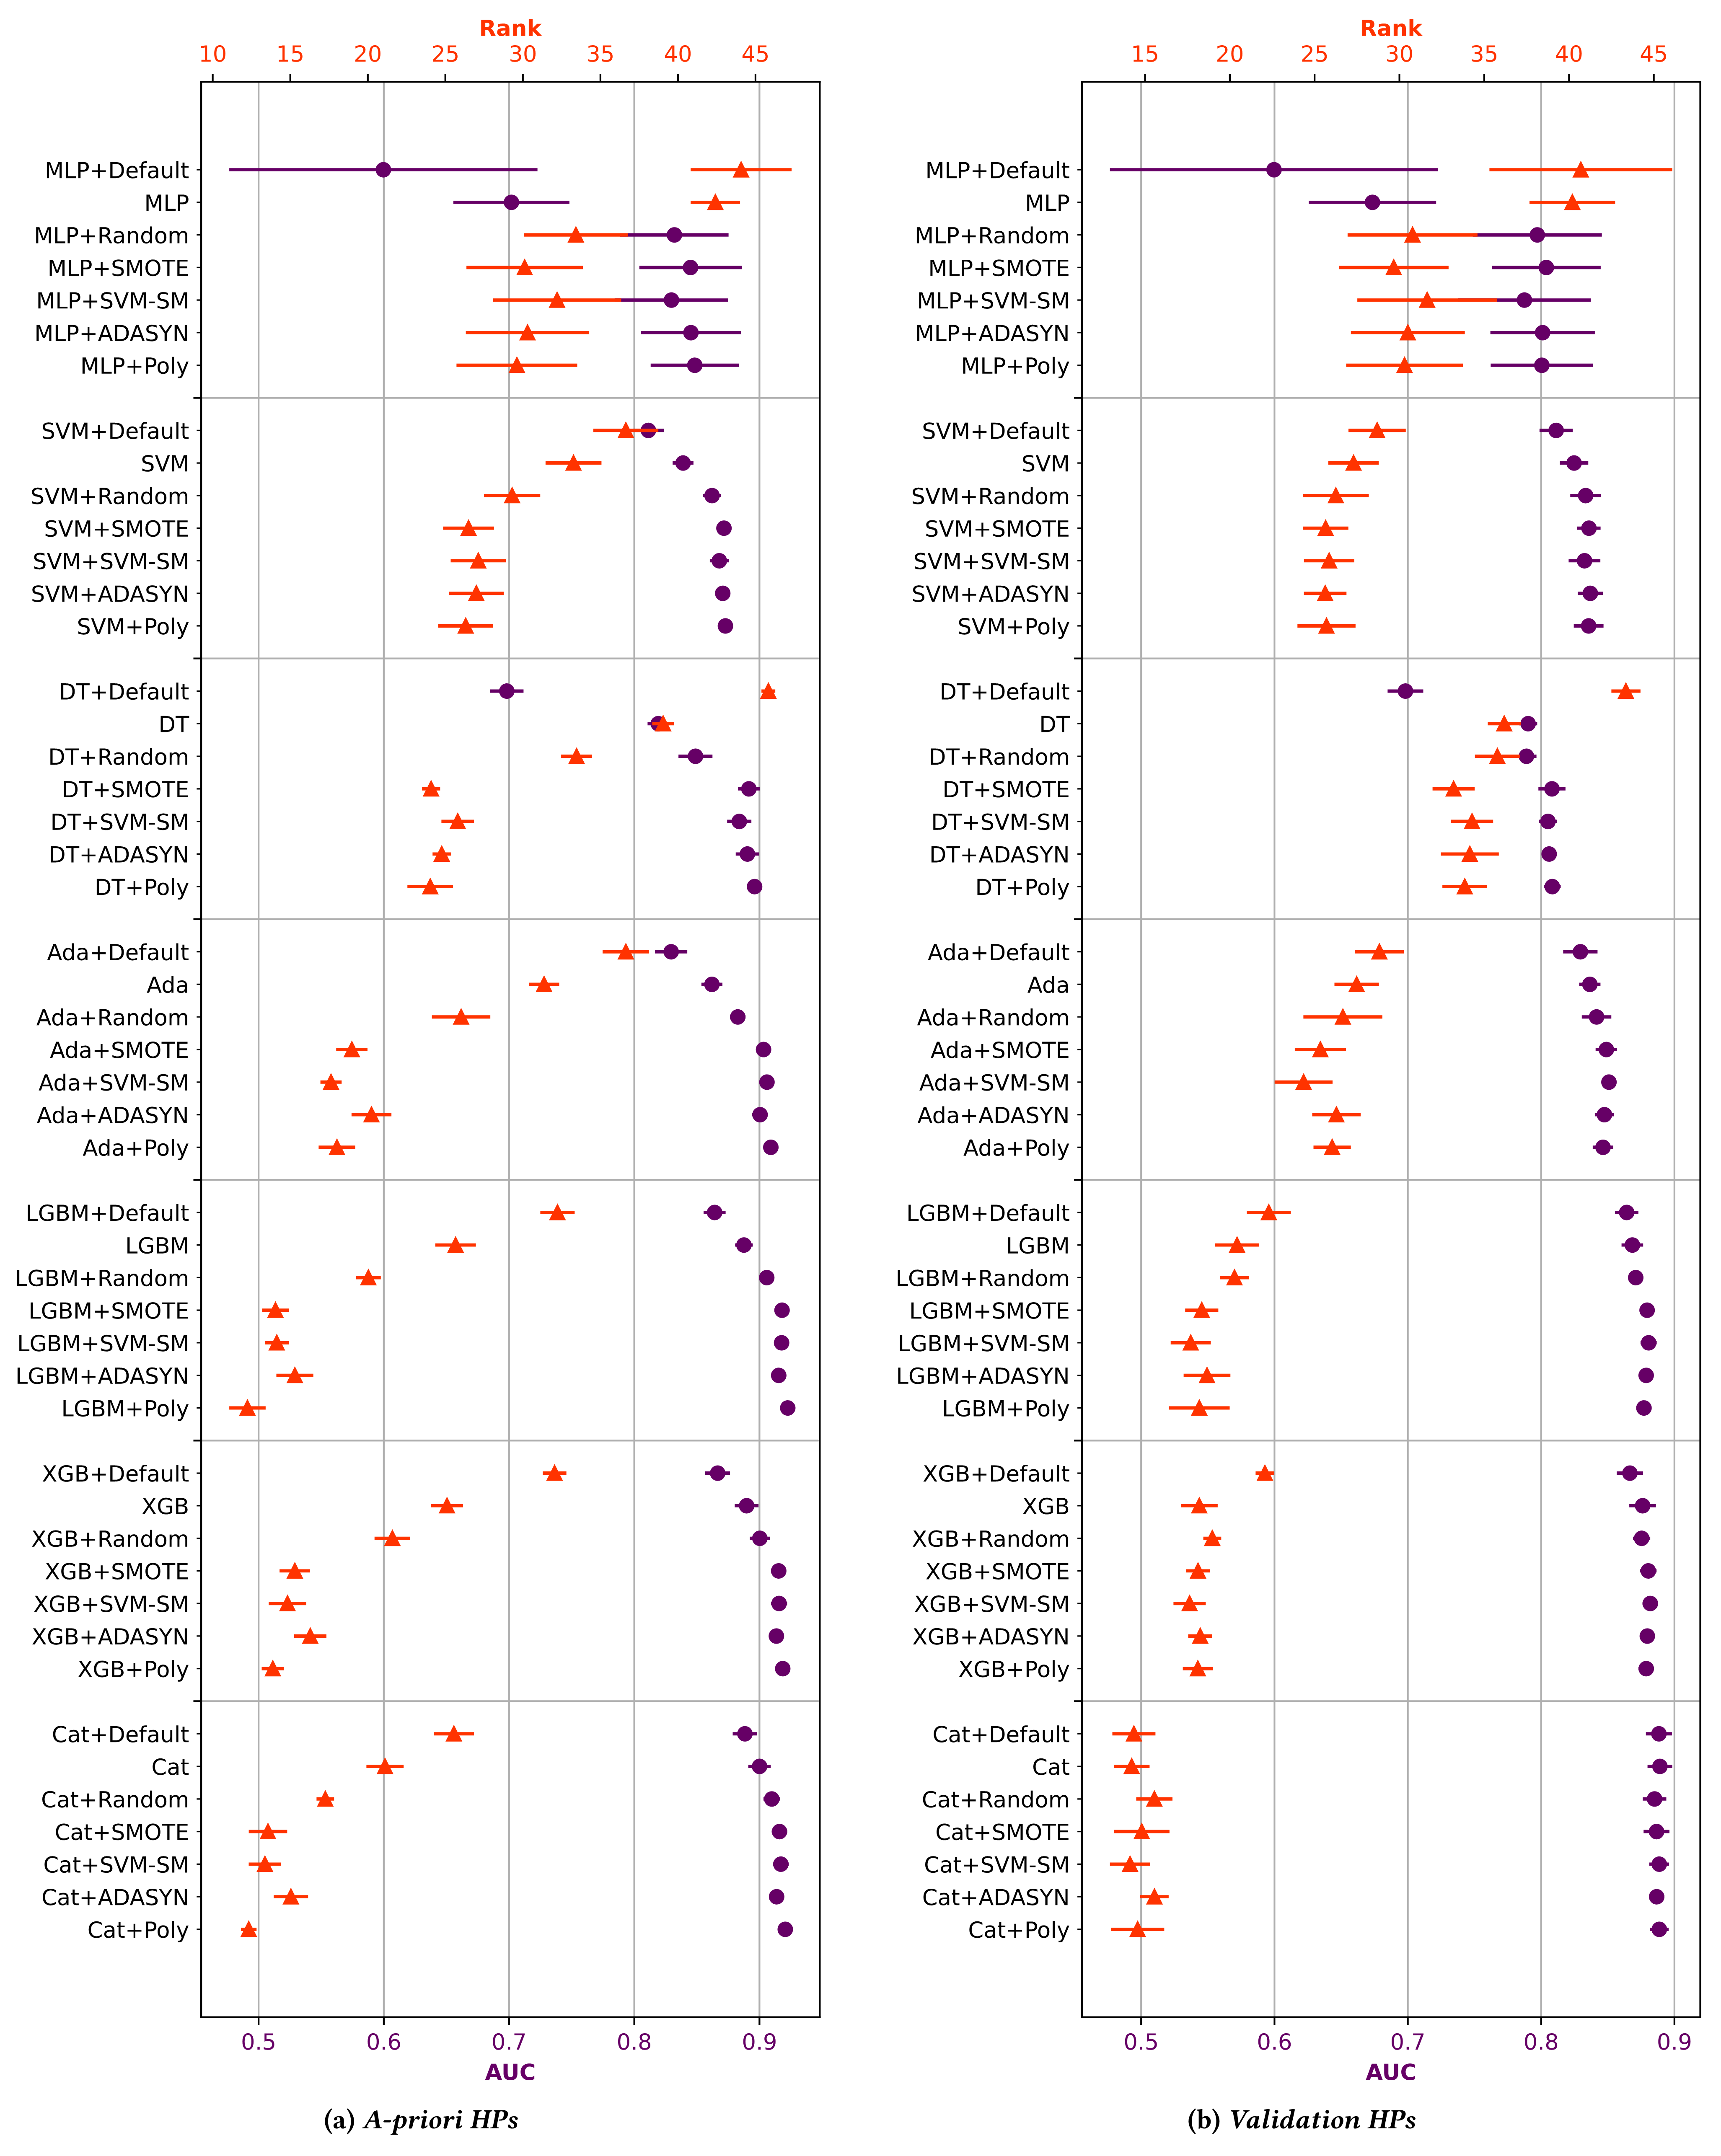 Rank
10 15 20 25 30 35 40 45
MLP+Default
MLP
MLP+Random
MLP+SMOTE
MLP+SVM-SM
MLP+ADASYN
MLP+Poly
SVM+Default
SVM
SVM+Random
SVM+SMOTE
SVM+SVM-SM
SVM+ADASYN
SVM+Poly
DT+Default
DT
DT+Random
DT+SMOTE
DT+SVM-SM
DT+ADASYN
DT+Poly
Ada+Default
Ada
Ada+Random
Ada+SMOTE
Ada+SVM-SM
Ada+ADASYN
Ada+Poly
LGBM+Default
LGBM
LGBM+Random
LGBM+SMOTE
LGBM+SVM-SM
LGBM+ADASYN
LGBM+Poly
XGB+Default
XGB
XGB+Random
XGB+SMOTE
XGB+SVM-SM
XGB+ADASYN
XGB+Poly
Cat+Default
Cat
Cat+Random
Cat+SMOTE
Cat+SVM-SM
Cat+ADASYN
Cat+Poly
0.5 0.6 0.7 0.8 0.9
AUC
(a) A-priori HPs
Rank
15 20 25 30 35 40 45
MLP+Default
MLP
MLP+Random
MLP+SMOTE
MLP+SVM-SM
MLP+ADASYN
MLP+Poly
SVM+Default
SVM
SVM+Random
SVM+SMOTE
SVM+SVM-SM
SVM+ADASYN
SVM+Poly
DT+Default
DT
DT+Random
DT+SMOTE
DT+SVM-SM
DT+ADASYN
DT+Poly
Ada+Default
Ada
Ada+Random
Ada+SMOTE
Ada+SVM-SM
Ada+ADASYN
Ada+Poly
LGBM+Default
LGBM
LGBM+Random
LGBM+SMOTE
LGBM+SVM-SM
LGBM+ADASYN
LGBM+Poly
XGB+Default
XGB
XGB+Random
XGB+SMOTE
XGB+SVM-SM
XGB+ADASYN
XGB+Poly
Cat+Default
Cat
Cat+Random
Cat+SMOTE
Cat+SVM-SM
Cat+ADASYN
Cat+Poly
0.5 0.6 0.7 0.8 0.9
AUC
(b) Validation HPs